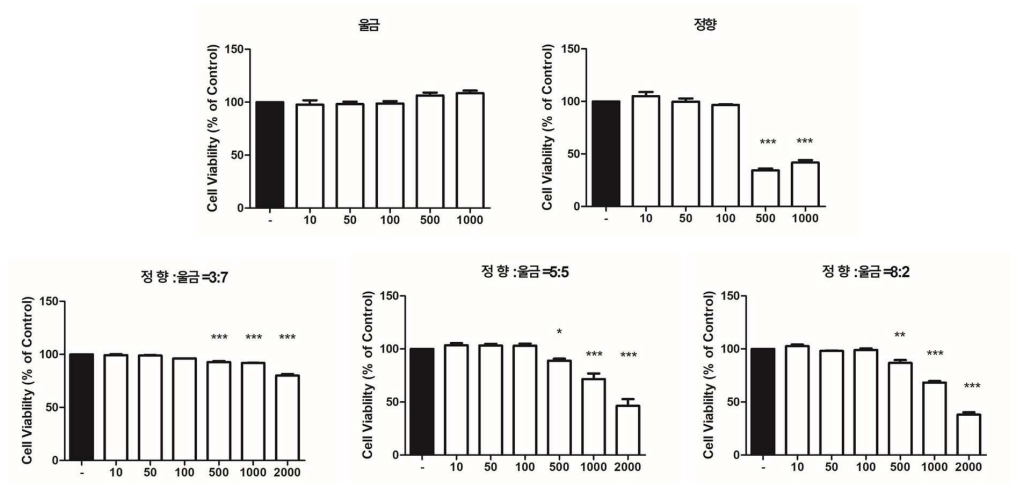 울금
Cell Viability (% of Control)
150
100
50
0
- 10 50 100 500 1000
정향
Cell Viability (% of Control)
150
100
50
0
*** ***
- 10 50 100 500 1000
정 향 :울금=3:7
Cell Viability (% of Control)
150
100
50
0
*** *** ***
- 10 50 100 500 1000 2000
정 향 :울금=5:5
Cell Viability (% of Control)
150
100
50
0
* *** ***
- 10 50 100 500 1000 2000
정 향 :울금=8:2
Cell Viability (% of Control)
150
100
50
0
** *** ***
- 10 50 100 500 1000 2000